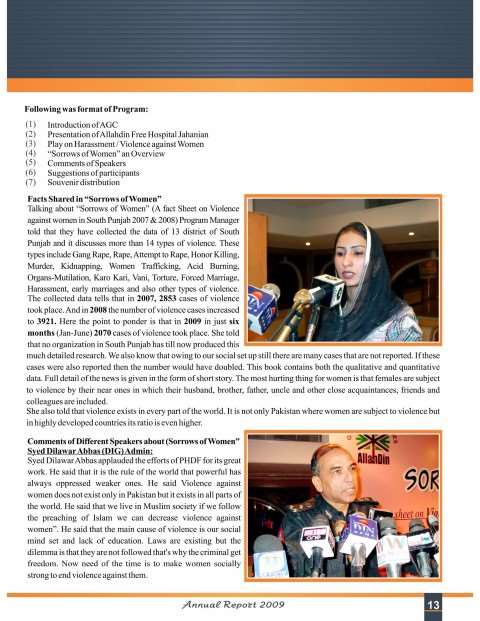 Following was format of Program:
(1) Introduction of AGC
(2) Presentation of Allahdin Free Hospital Jahanian
(3) Play on Harassment / Violence against Women
(4) “Sorrows of Women” an Overview
(5) Comments of Speakers
(6) Suggestions of participants
(7) Souvenir distribution
Facts Shared in “Sorrows of Women”
Talking about “Sorrows of Women” (A fact Sheet on Violence
against women in South Punjab 2007 & 2008) Program Manager
told that they have collected the data of 13 district of South
Punjab and it discusses more than 14 types of violence. These
types include Gang Rape, Rape, Attempt to Rape, Honor Killing,
Murder, Kidnapping, Women Trafficking, Acid Burning,
Organs-Mutilation, Karo Kari, Vani, Torture, Forced Marriage,
Harassment, early marriages and also other types of violence.
The collected data tells that in 2007, 2853 cases of violence
took place. And in 2008 the number of violence cases increased
to 3921. Here the point to ponder is that in 2009 in just six
months (Jan-June) 2070 cases of violence took place. She told
that no organization in South Punjab has till now produced this
much detailed research. We also know that owing to our social set up still there are many cases that are not reported. If these
cases were also reported then the number would have doubled. This book contains both the qualitative and quantitative
data. Full detail of the news is given in the form of short story. The most hurting thing for women is that females are subject
to violence by their near ones in which their husband, brother, father, uncle and other close acquaintances, friends and
colleagues are included.
She also told that violence exists in every part of the world. It is not only Pakistan where women are subject to violence but
in highly developed countries its ratio is even higher.
Comments of Different Speakers about (Sorrows of Women”
Syed Dilawar Abbas (DIG) Admin:
Syed Dilawar Abbas applauded the efforts of PHDF for its great
work. He said that it is the rule of the world that powerful has
always oppressed weaker ones. He said Violence against
women does not exist only in Pakistan but it exists in all parts of
the world. He said that we live in Muslim society if we follow
the preaching of Islam we can decrease violence against
women”. He said that the main cause of violence is our social
mind set and lack of education. Laws are existing but the
dilemma is that they are not followed that's why the criminal get
freedom. Now need of the time is to make women socially
strong to end violence against them.
AllahDin
SOR
sheet on Vio
Annual Report 2009
13